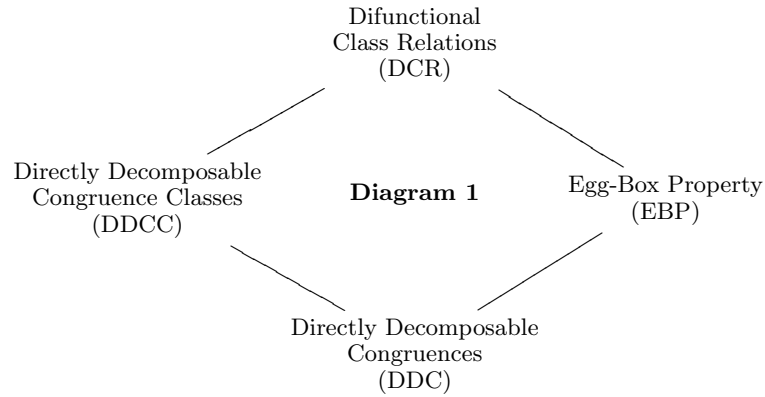 Difunctional
Class Relations
(DCR)
Directly Decomposable
Congruence Classes
(DDCC)
Diagram 1
Egg-Box Property
(EBP)
Directly Decomposable
Congruences
(DDC)